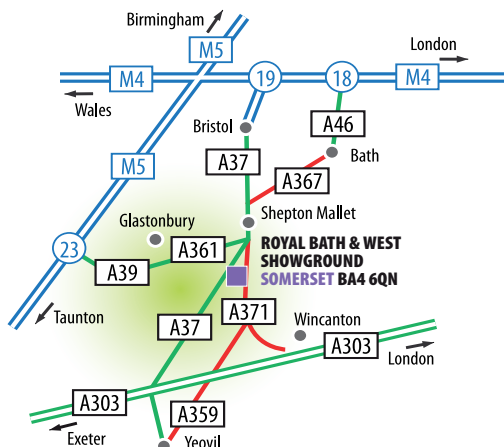 Birmingham
M5
London
M4
19
18
M4
Wales
Bristol
A46
A37
Bath
M5
A367
Glastonbury
Shepton Mallet
23
A361
ROYAL BATH & WEST
SHOWGROUND
SOMERSET BA4 6QN
A39
Taunton
A37
A371
Wincanton
A303
London
A303
A359
Exeter
Yeovil